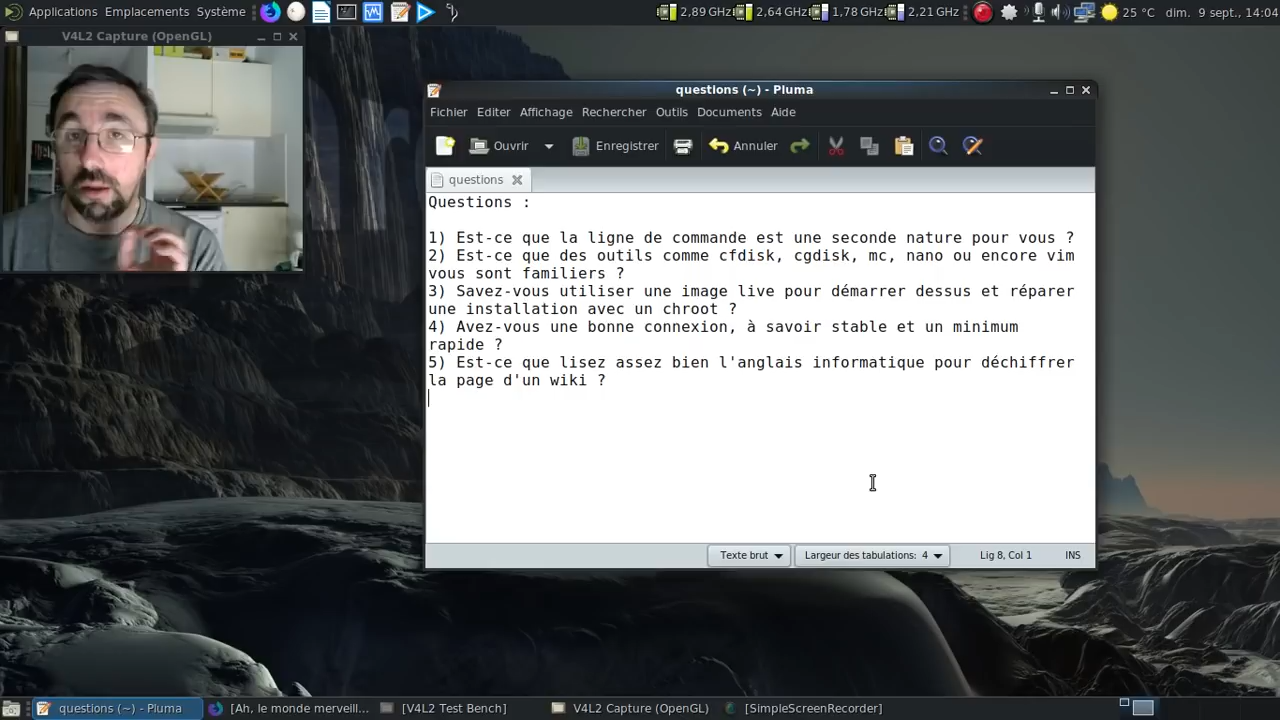 Applications Emplacements Système
2,89 GHz 2,64 GHz 1,78 GHz 2,21 GHz 25 °C dim. 9 sept., 14:04
V4L2 Capture (OpenGL)
questions (~) - Pluma
Fichier Editer Affichage Rechercher Outils Documents Aide
Ouvrir Enregistrer Annuler
questions
Questions :
1) Est-ce que la ligne de commande est une seconde nature pour vous ?
2) Est-ce que des outils comme cfdisk, cgdisk, mc, nano ou encore vim
vous sont familiers ?
3) Savez-vous utiliser une image live pour démarrer dessus et réparer
une installation avec un chroot ?
4) Avez-vous une bonne connexion, à savoir stable et un minimum
rapide ?
5) Est-ce que lisez assez bien l'anglais informatique pour déchiffrer
la page d'un wiki ?
Texte brut Largeur des tabulations: 4 Lig 8, Col 1 INS
questions (~) - Pluma [Ah, le monde merveill... [V4L2 Test Bench] V4L2 Capture (OpenGL) [SimpleScreenRecorder]